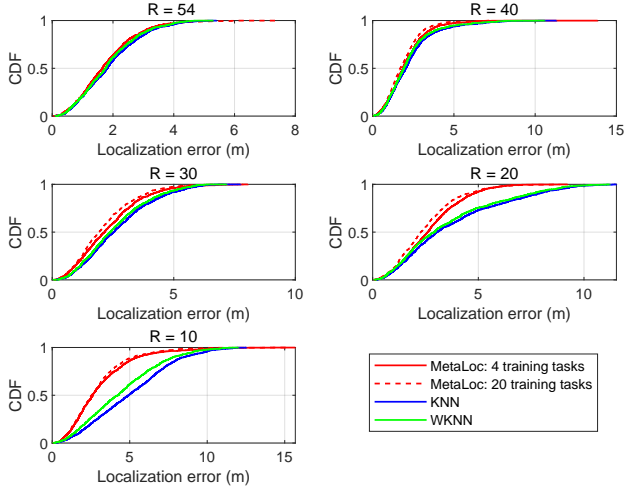 R = 54
CDF
1
0.5
0
0 2 4 6 8
Localization error (m)
R = 40
CDF
1
0.5
0
0 5 10 15
Localization error (m)
R = 30
CDF
1
0.5
0
0 5 10
Localization error (m)
R = 20
CDF
1
0.5
0
0 5 10
Localization error (m)
R = 10
CDF
1
0.5
0
0 5 10 15
Localization error (m)
MetaLoc: 4 training tasks
MetaLoc: 20 training tasks
KNN
WKNN